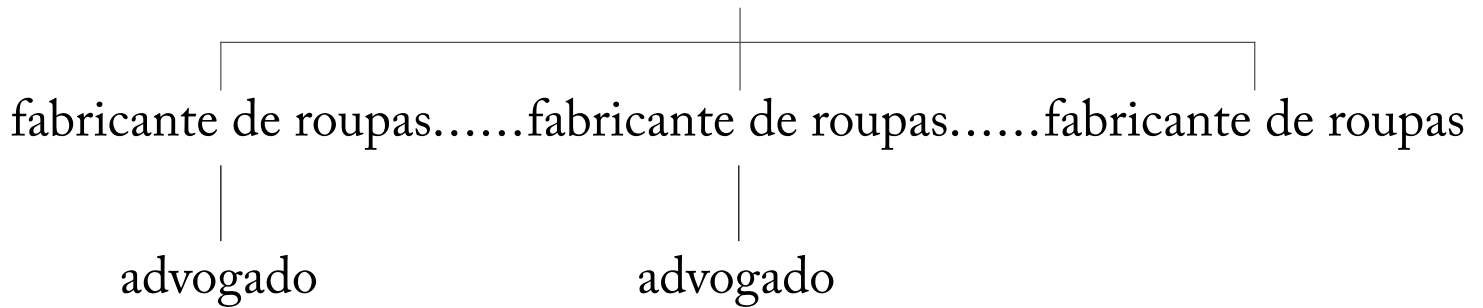 fabricante de roupas......fabricante de roupas......fabricante de roupas
advogado advogado